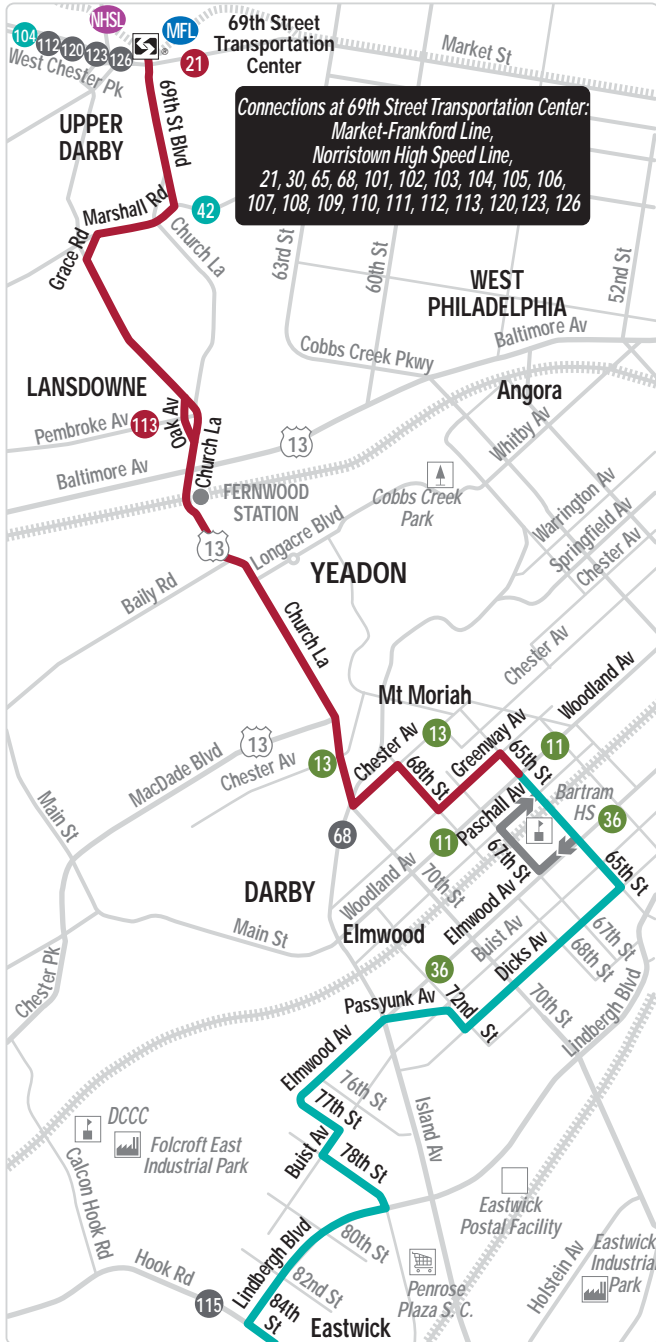 NHSL
MFL
69th Street
Transportation
Center
104
112
120
123
126
®
21
West Chester Pk
Market St
69th St Blvd
UPPER
DARBY
Connections at 69th Street Transportation Center:
Market-Frankford Line,
Norristown High Speed Line,
21, 30, 65, 68, 101, 102, 103, 104, 105, 106,
107, 108, 109, 110, 111, 112, 113, 120,123, 126
Marshall Rd
42
Grace Rd
Church La
63rd St
60th St
52nd St
WEST
PHILADELPHIA
Baltimore Av
Cobbs Creek Pkwy
LANSDOWNE
Angora
Pembroke Av
113
Oak Av
Church La
13
Whitby Av
Baltimore Av
FERNWOOD
STATION
Cobbs Creek
Park
Warrington Av
Springfield Av
Chester Av
13
Longacre Blvd
YEADON
Baily Rd
Church La
Chester Av
Woodland Av
Mt Moriah
13
Greenway Av
65th St
11
MacDade Blvd
13
Chester Av
13
Chester Av
68th St
Bartram
HS
36
Main St
68
11
Paschall Av
67th St
65th St
DARBY
Woodland Av
70th St
Elmwood Av
Main St
Elmwood
Buist Av
67th St
68th St
Dicks Av
36
Chester Pk
Passyunk Av
72nd St
70th St
Lindbergh Blvd
Elmwood Av
76th St
77th St
Island Av
Buist Av
78th St
DCCC
Folcroft East
Industrial Park
Calcon Hook Rd
Eastwick
Postal Facility
Lindbergh Blvd
80th St
Hook Rd
82nd St
Penrose
Plaza S. C.
Holstein Av
Eastwick
Industrial
Park
115
84th St
Eastwick